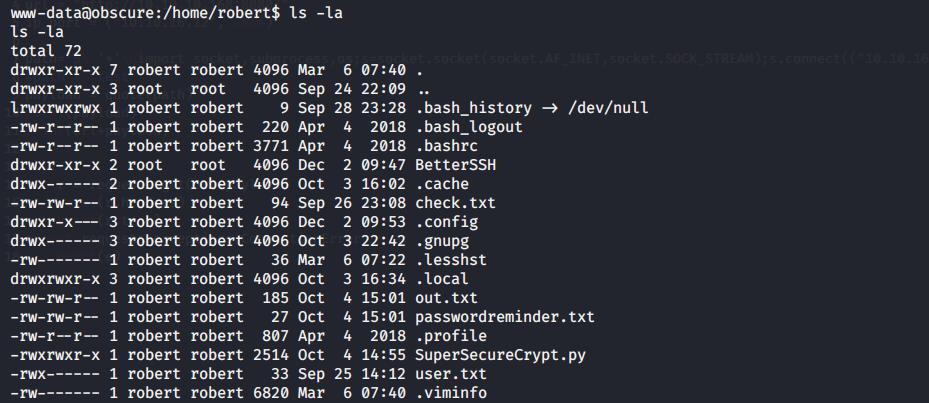 www-data@obscure:/home/robert$ ls -la
ls -la
total 72
drwxr-xr-x 7 robert robert 4096 Mar  6 07:40 .
drwxr-xr-x 3 root   root   4096 Sep 24 22:09 ..
lrwxrwxrwx 1 robert robert    9 Sep 28 23:28 .bash_history → /dev/null
-rw-r--r-- 1 robert robert  220 Apr  4  2018 .bash_logout
-rw-r--r-- 1 robert robert 3771 Apr  4  2018 .bashrc
drwxr-xr-x 2 root   root   4096 Dec  2 09:47 BetterSSH
drwx------ 2 robert robert 4096 Oct  3 16:02 .cache
-rw-rw-r-- 1 robert robert   94 Sep 26 23:08 check.txt
drwxr-x--- 3 robert robert 4096 Dec  2 09:53 .config
drwx------ 3 robert robert 4096 Oct  3 22:42 .gnupg
-rw------- 1 robert robert   36 Mar  6 07:22 .lesshst
drwxrwxr-x 3 robert robert 4096 Oct  3 16:34 .local
-rw-rw-r-- 1 robert robert  185 Oct  4 15:01 out.txt
-rw-rw-r-- 1 robert robert   27 Oct  4 15:01 passwordreminder.txt
-rw-r--r-- 1 robert robert  807 Apr  4  2018 .profile
-rwxrwxr-x 1 robert robert 2514 Oct  4 14:55 SuperSecureCrypt.py
-rwx------ 1 robert robert   33 Sep 25 14:12 user.txt
-rw------- 1 robert robert 6820 Mar  6 07:40 .viminfo